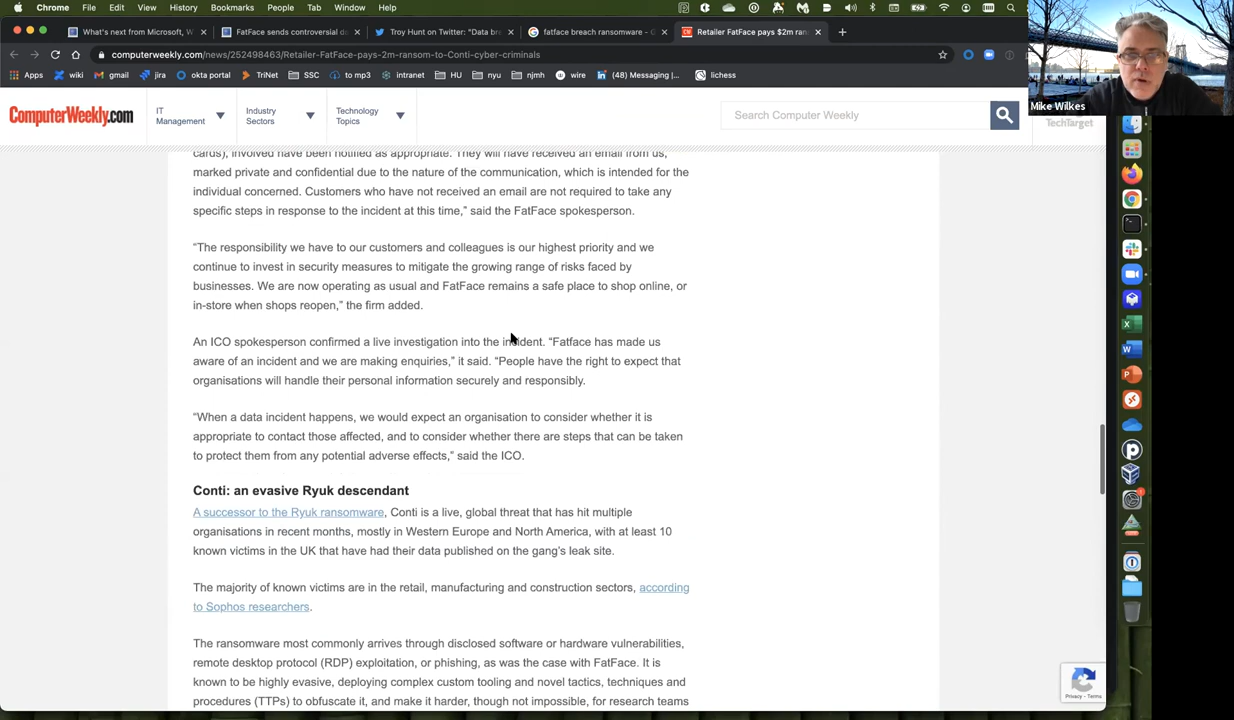 Chrome File Edit View History Bookmarks People Tab Window Help
What's next from Microsoft, W
FatFace sends controversial da
Troy Hunt on Twitter: "Data bre
fatface breach ransomware - G
Retailer FatFace pays $2m ran
computerweekly.com/news/252498463/Retailer-FatFace-pays-2m-ransom-to-Conti-cyber-criminals
Apps wiki gmail jira okta portal TriNet SSC to mp3 intranet HU nyu njmh wire (48) Messaging |... lichess
Mike Wilkes
ComputerWeekly.com
IT Management
Industry Sectors
Technology Topics
Search Computer Weekly
TechTarget
cards), involved have been notified as appropriate. They will have received an email from us,
marked private and confidential due to the nature of the communication, which is intended for the
individual concerned. Customers who have not received an email are not required to take any
specific steps in response to the incident at this time,” said the FatFace spokesperson.
“The responsibility we have to our customers and colleagues is our highest priority and we
continue to invest in security measures to mitigate the growing range of risks faced by
businesses. We are now operating as usual and FatFace remains a safe place to shop online, or
in-store when shops reopen,” the firm added.
An ICO spokesperson confirmed a live investigation into the incident. “Fatface has made us
aware of an incident and we are making enquiries,” it said. “People have the right to expect that
organisations will handle their personal information securely and responsibly.
“When a data incident happens, we would expect an organisation to consider whether it is
appropriate to contact those affected, and to consider whether there are steps that can be taken
to protect them from any potential adverse effects,” said the ICO.
Conti: an evasive Ryuk descendant
A successor to the Ryuk ransomware, Conti is a live, global threat that has hit multiple
organisations in recent months, mostly in Western Europe and North America, with at least 10
known victims in the UK that have had their data published on the gang’s leak site.
The majority of known victims are in the retail, manufacturing and construction sectors, according
to Sophos researchers.
The ransomware most commonly arrives through disclosed software or hardware vulnerabilities,
remote desktop protocol (RDP) exploitation, or phishing, as was the case with FatFace. It is
known to be highly evasive, deploying complex custom tooling and novel tactics, techniques and
procedures (TTPs) to obfuscate it, and make it harder, though not impossible, for research teams
Privacy - Terms